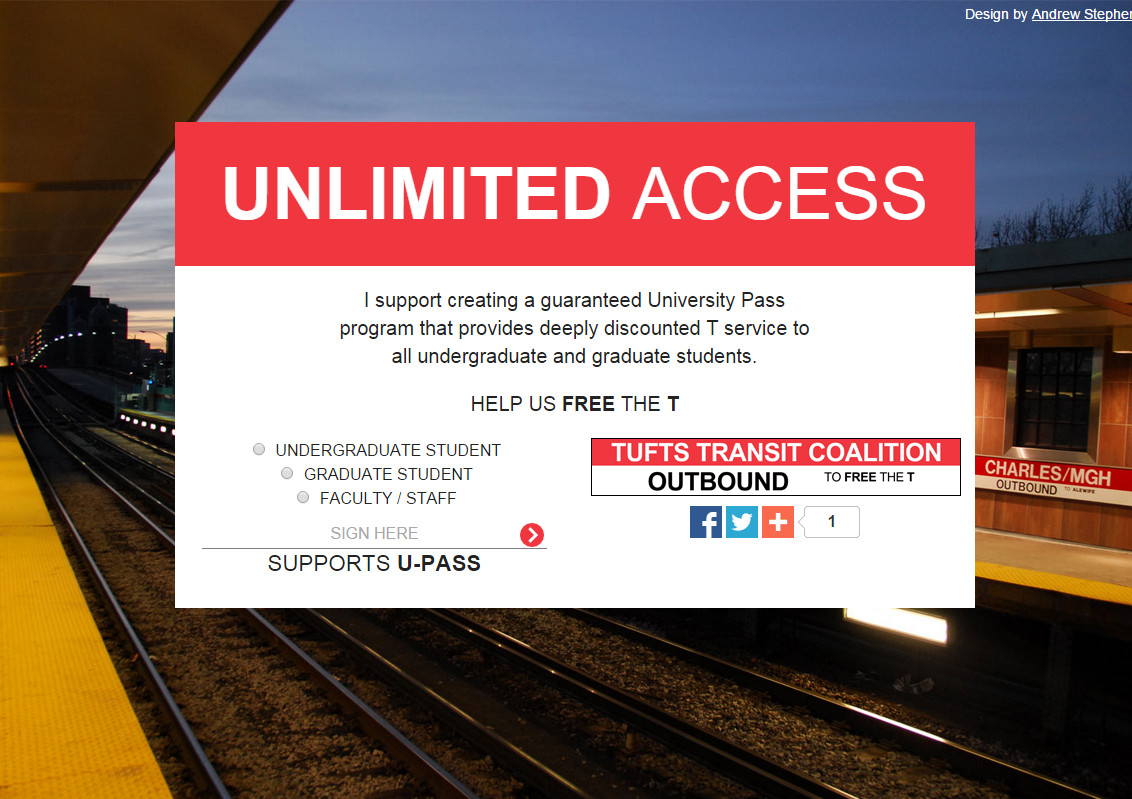 Design by Andrew
UNLIMITED ACCESS
I support creating a guaranteed University Pass
program that provides deeply discounted T service to
all undergraduate and graduate students.
HELP US FREE THE T
UNDERGRADUATE STUDENT
GRADUATE STUDENT
FACULTY / STAFF
SIGN HERE
SUPPORTS U-PASS
TUFTS TRANSIT COALITION
OUTBOUND TO FREE THE T
1
CHARLES/MGH
OUTBOUND TO ALEWIFE